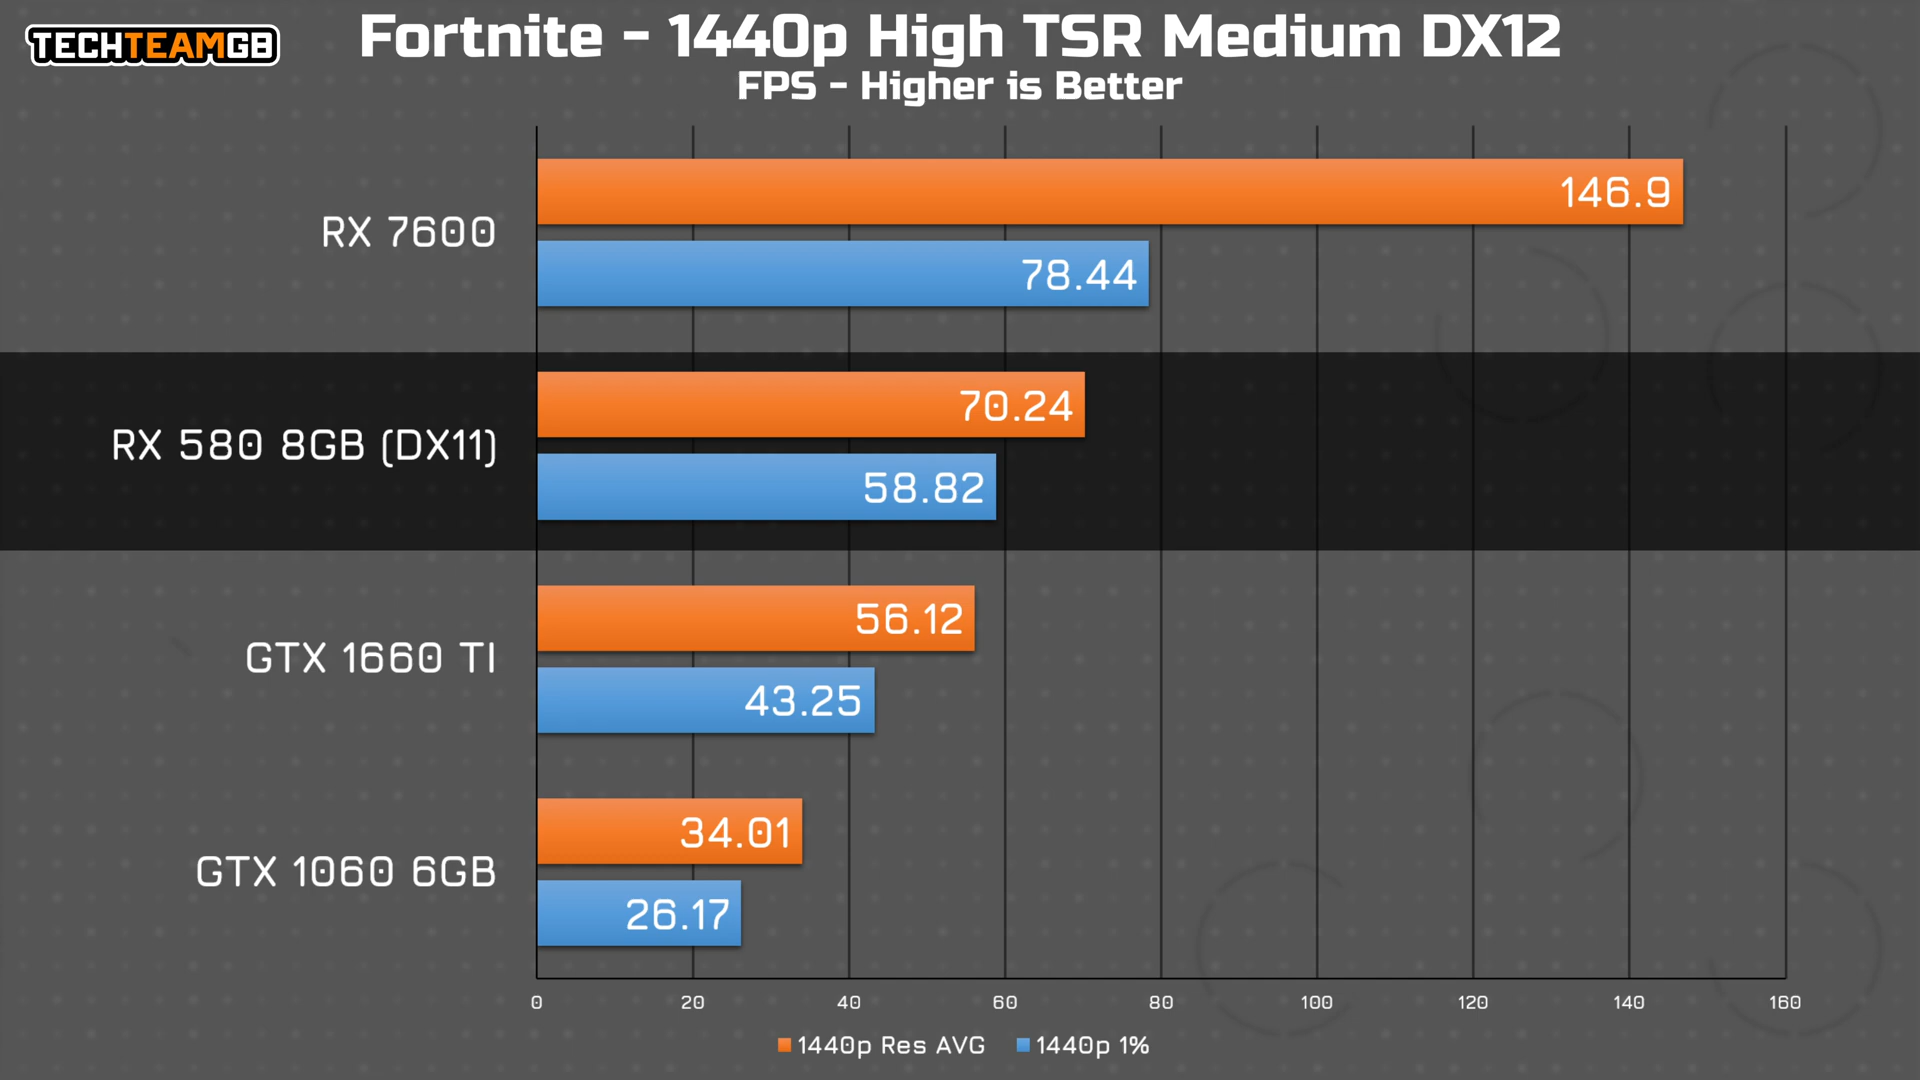 TECHTEAMGB
Fortnite - 1440p High TSR Medium DX12
FPS - Higher is Better
RX 7600
146.9
78.44
RX 580 8GB (DX11)
70.24
58.82
GTX 1660 TI
56.12
43.25
GTX 1060 6GB
34.01
26.17
0 20 40 60 80 100 120 140 160
1440p Res AVG 1440p 1%